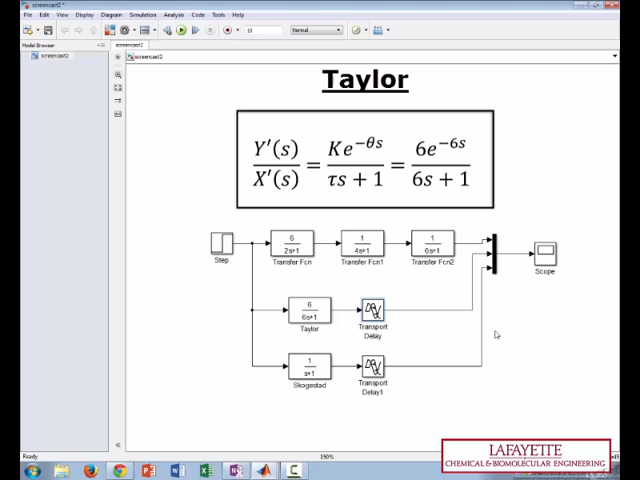 screencast2 *
File Edit View Display Diagram Simulation Analysis Code Tools Help
Normal
Model Browser
screencast2
screencast2
screencast2
Taylor
Y′(s)/X′(s) = Ke^−θs/τs + 1 = 6e^−6s/6s + 1
6/2s+1 1/4s+1 1/6s+1
Step Transfer Fcn Transfer Fcn1 Transfer Fcn2 Scope
6/6s+1
Taylor Transport Delay
1/s+1
Skogestad Transport Delay1
Ready 150%
LAFAYETTE
CHEMICAL & BIOMOLECULAR ENGINEERING